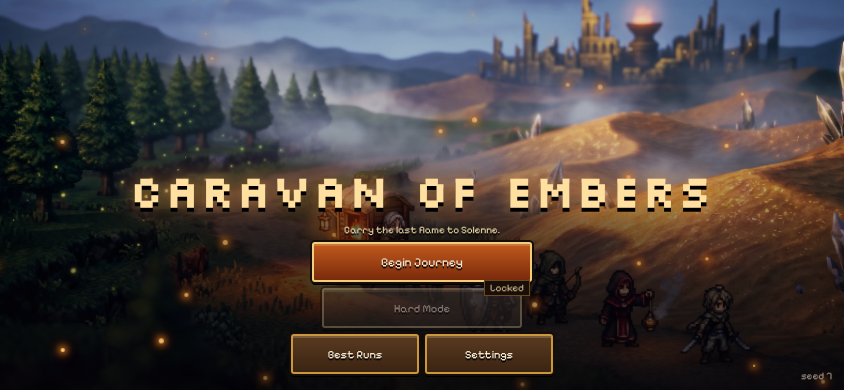 CARAVAN OF EMBERS
Carry the last flame to Solenne.
Begin Journey
Locked
Hard Mode
Best Runs
Settings
seed 7